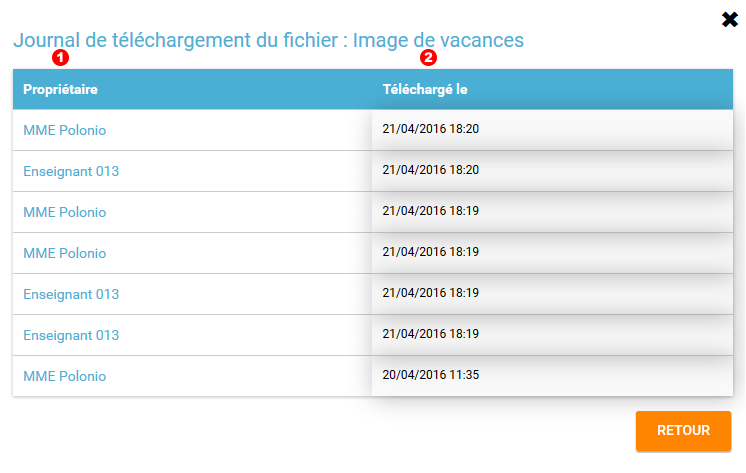 ✖
Journal de téléchargement du fichier : Image de vacances
1 2
Propriétaire Téléchargé le
MME Polonio 21/04/2016 18:20
Enseignant 013 21/04/2016 18:20
MME Polonio 21/04/2016 18:19
MME Polonio 21/04/2016 18:19
Enseignant 013 21/04/2016 18:19
Enseignant 013 21/04/2016 18:19
MME Polonio 20/04/2016 11:35
RETOUR